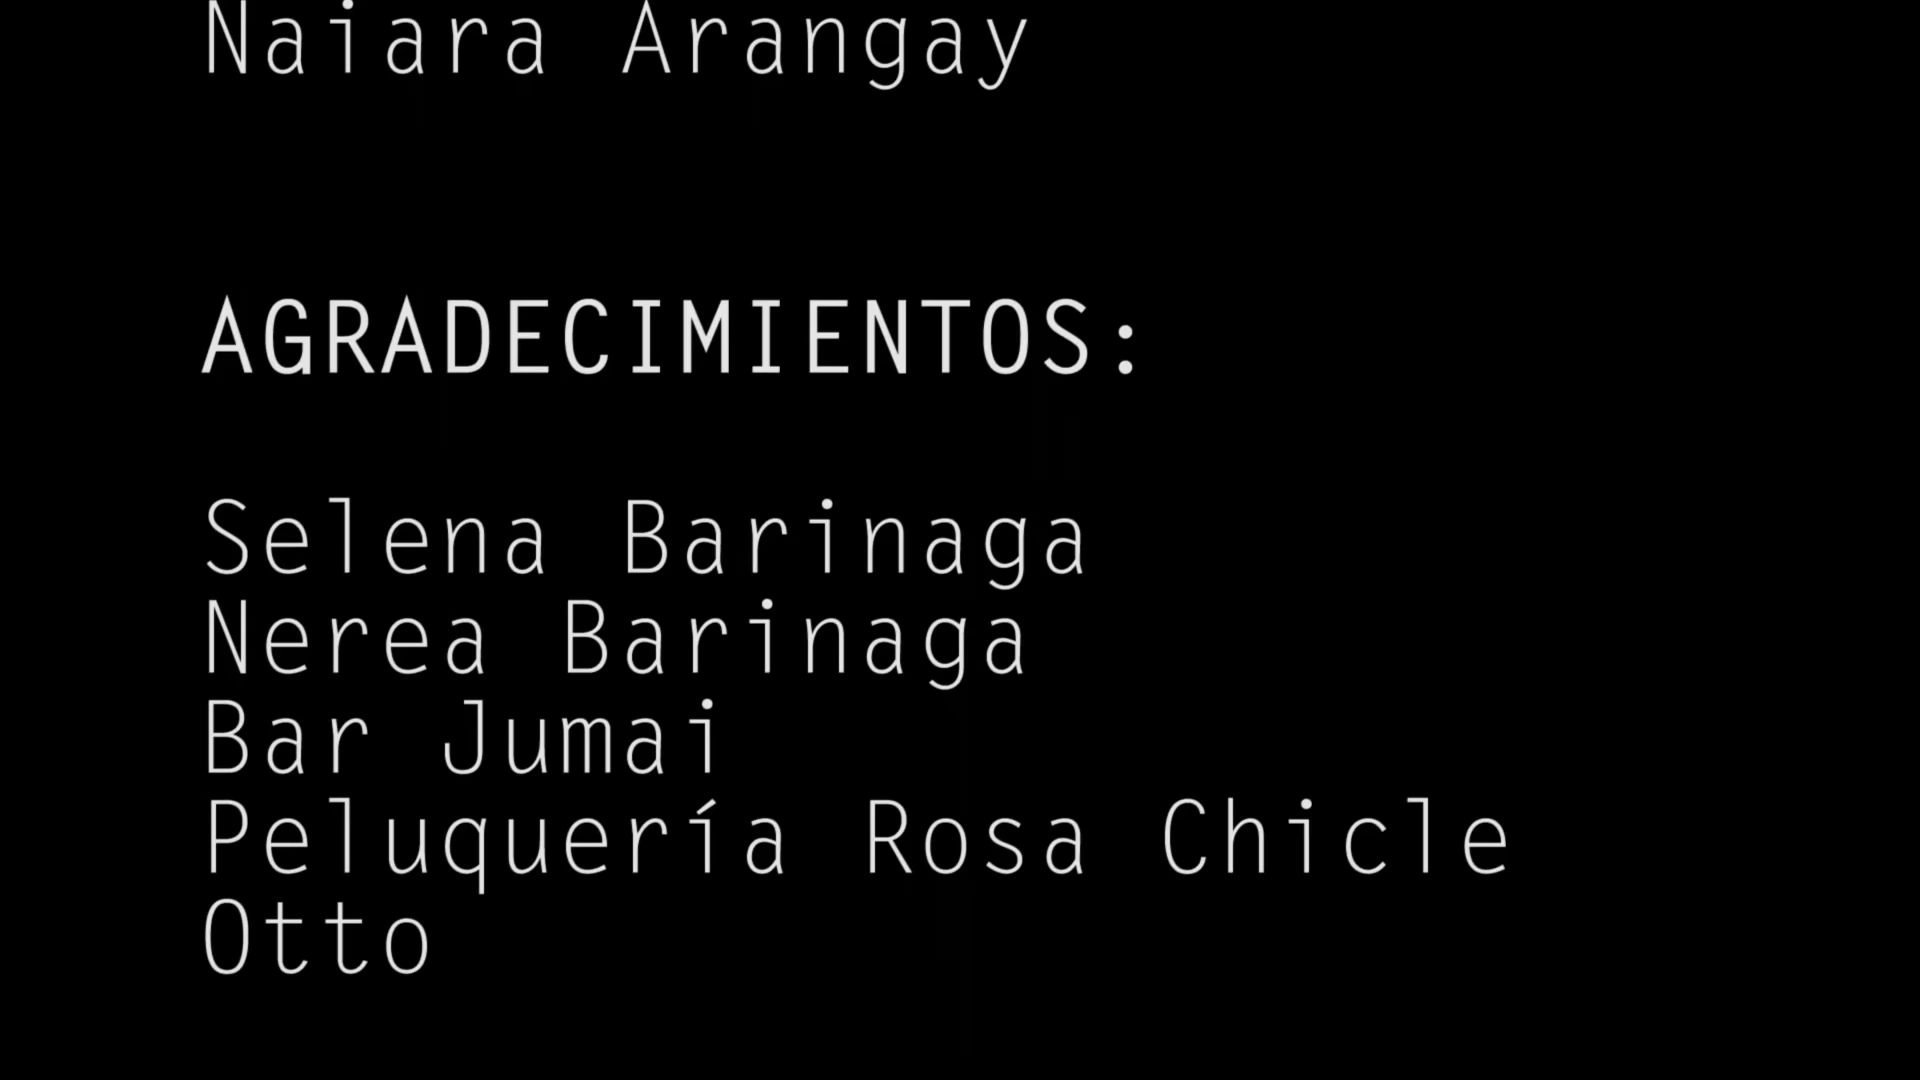 Naiara Arangay
AGRADECIMIENTOS:
Selena Barinaga
Nerea Barinaga
Bar Jumai
Peluquería Rosa Chicle
Otto